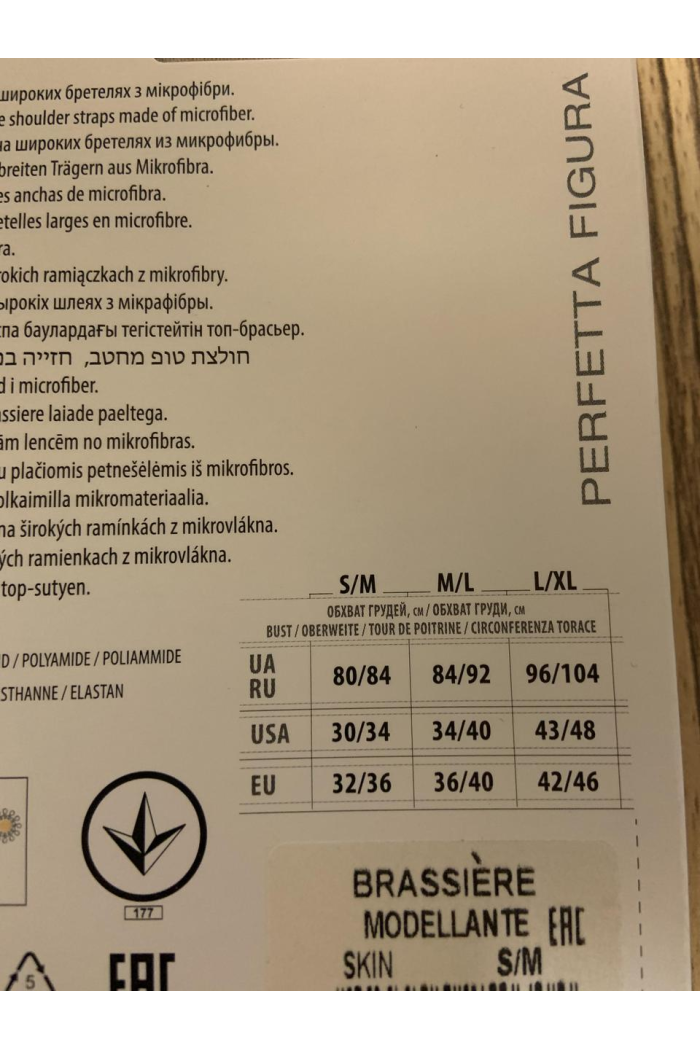 широких бретелях з мікрофібри.
e shoulder straps made of microfiber.
на широких бретелях из микрофибры.
breiten Trägern aus Mikrofibra.
es anchas de microfibra.
etelles larges en microfibre.
ra.
rokich ramiączkach z mikrofibry.
ырокіх шлеях з мікрафібры.
спа баулардағы тегістейтін топ-брасьер.
חולצת טופ מחטב, חזייה
d i microfiber.
assiere laiade paeltega.
ām lencēm no mikrofibras.
u plačiomis petnešėlėmis iš mikrofibros.
olkaimilla mikromateriaalia.
na širokých ramínkách z mikrovlákna.
ých ramienkach z mikrovlákna.
top-sutyen.
PERFETTA FIGURA
D / POLYAMIDE / POLIAMMIDE
STHANNE / ELASTAN
S/M M/L L/XL
ОБХВАТ ГРУДЕЙ, см / ОБХВАТ ГРУДИ, см
BUST / OBERWEITE / TOUR DE POITRINE / CIRCONFERENZA TORACE
UA RU 80/84 84/92 96/104
USA 30/34 34/40 43/48
EU 32/36 36/40 42/46
177
5
EAC
BRASSIÈRE
MODELLANTE EAC
SKIN S/M